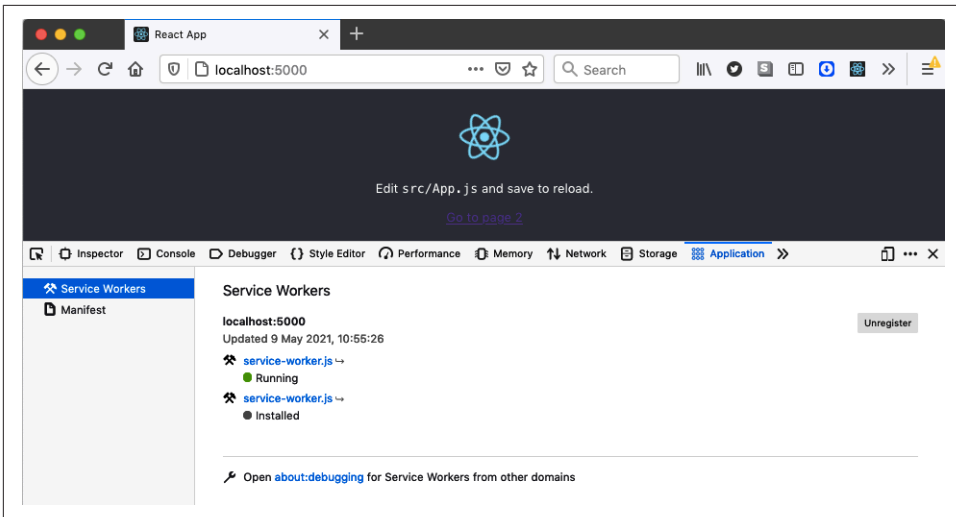 React App
localhost:5000
Search
S
Edit src/App.js and save to reload.
Go to page 2
Inspector Console Debugger {} Style Editor Performance Memory Network Storage Application
Service Workers
Manifest
Service Workers
localhost:5000
Unregister
Updated 9 May 2021, 10:55:26
service-worker.js
Running
service-worker.js
Installed
Open about:debugging for Service Workers from other domains